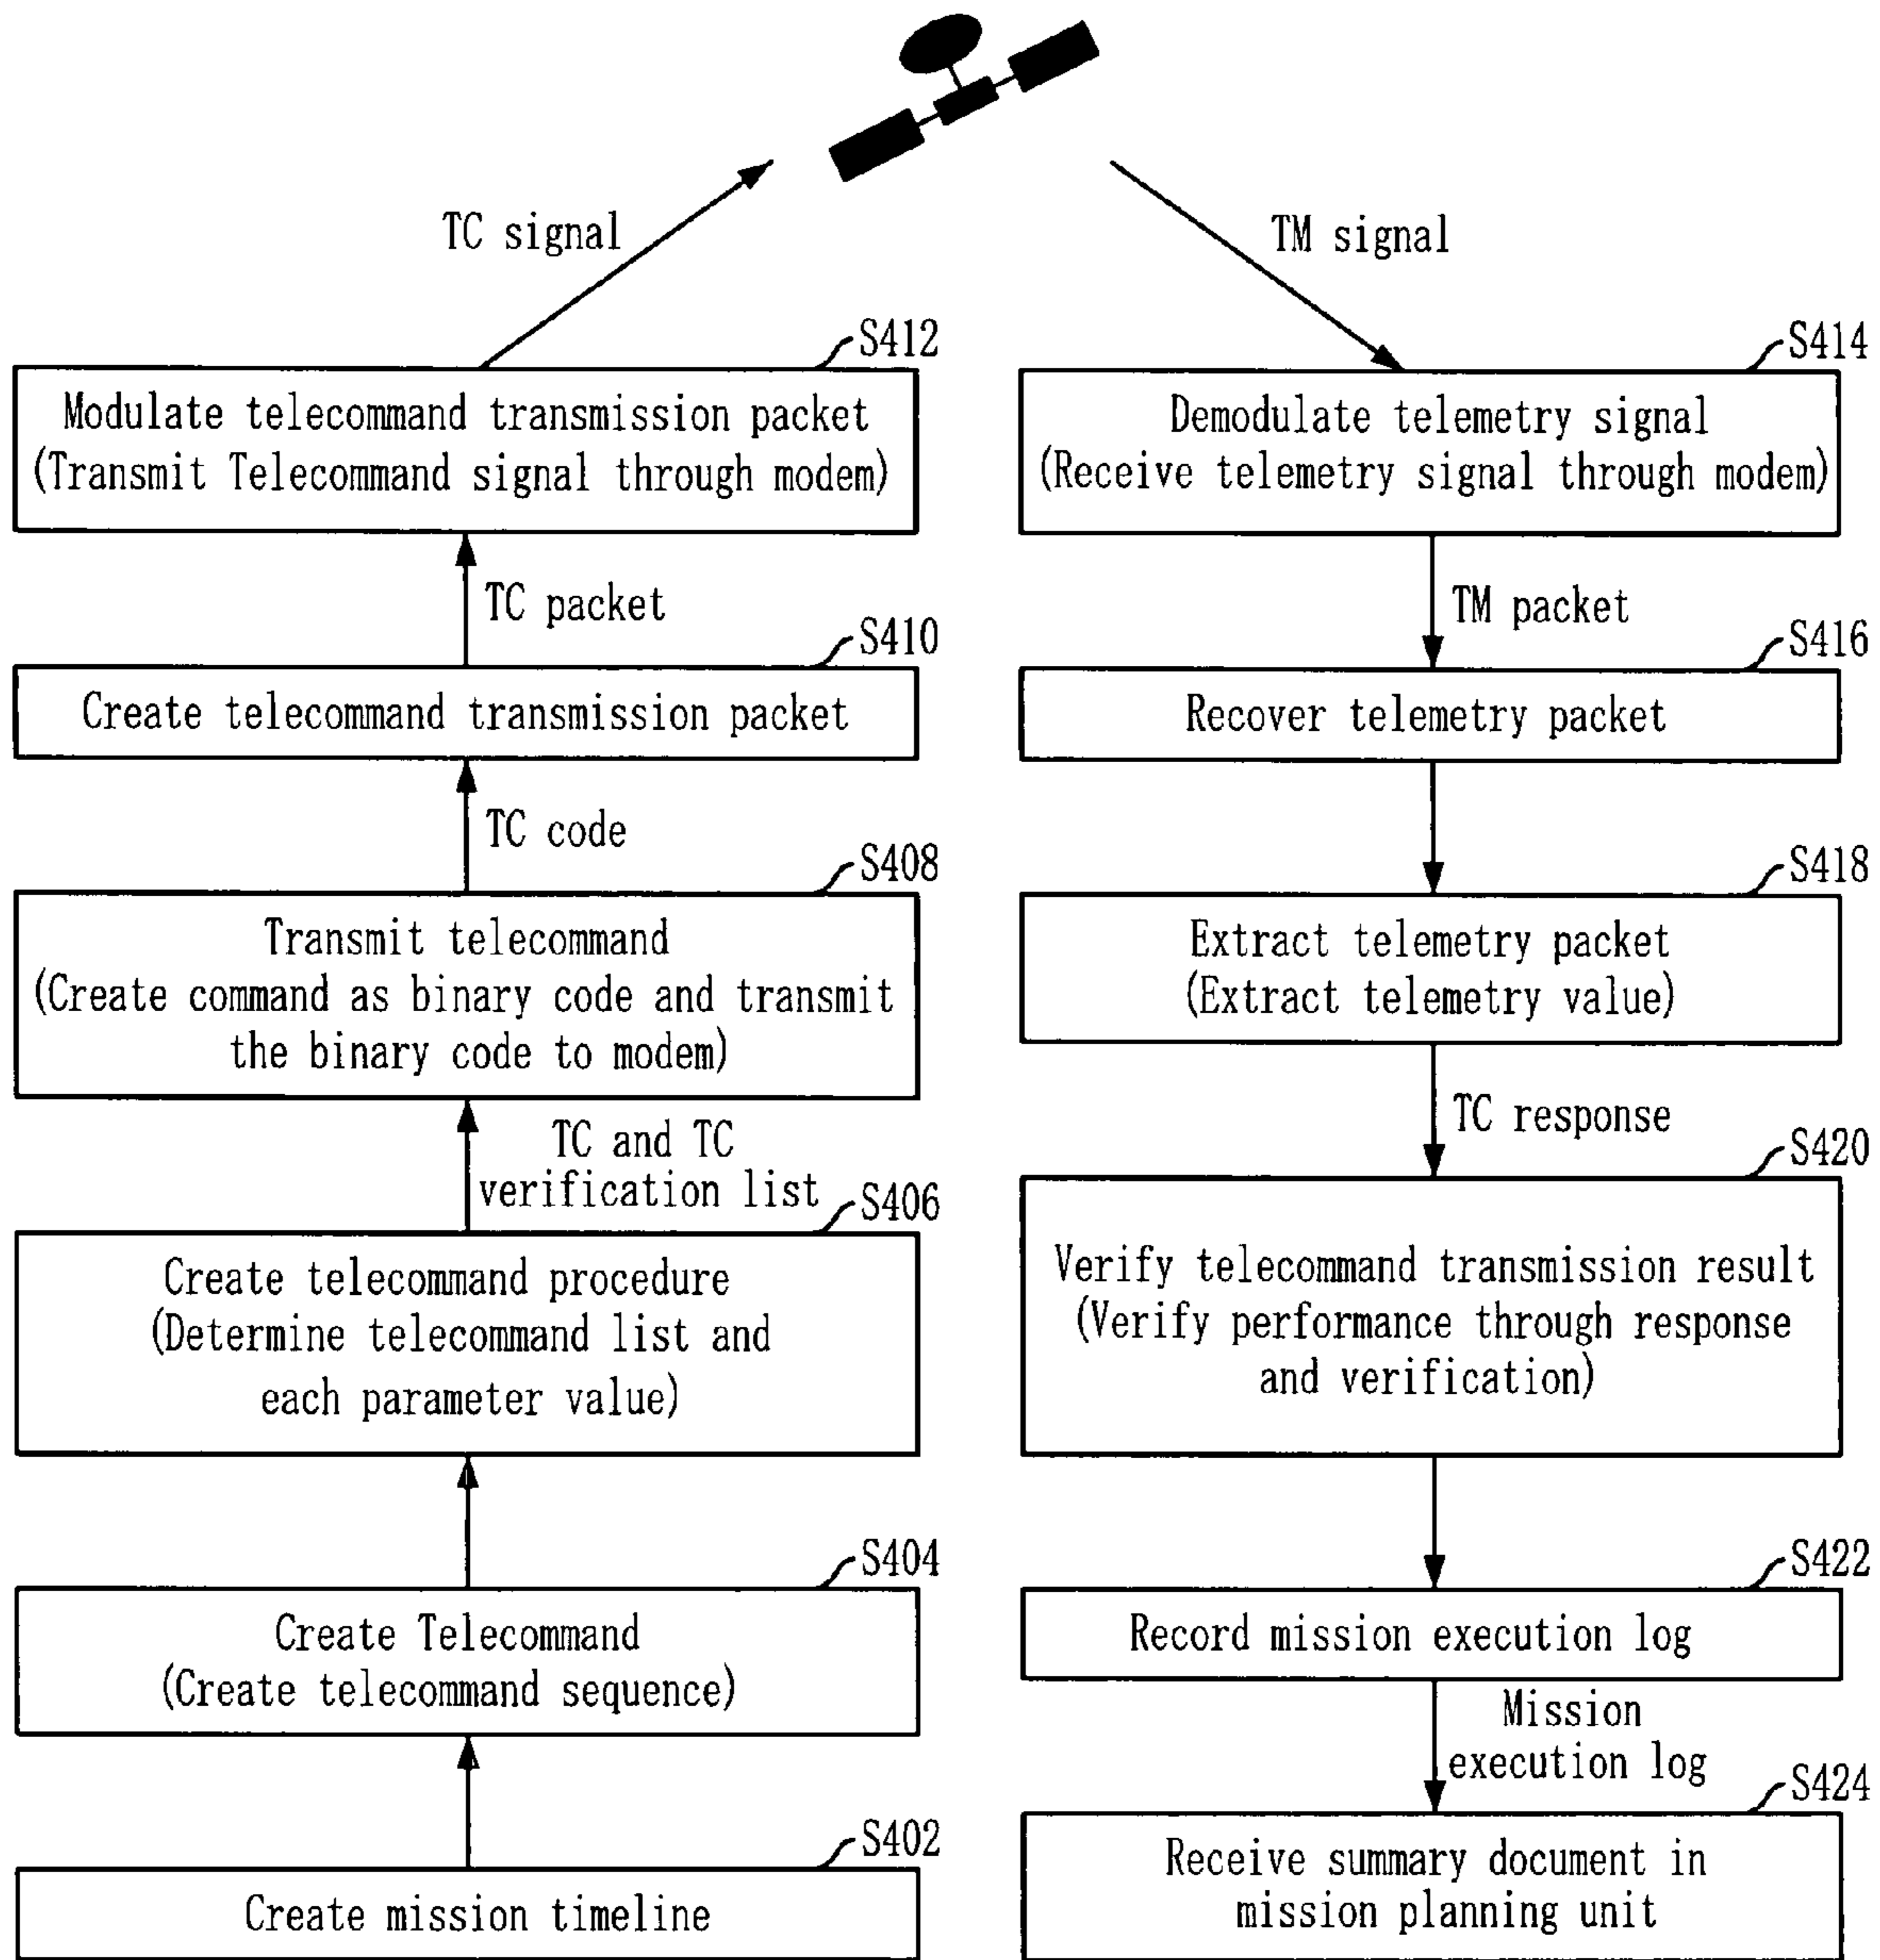 TC signal
TM signal
S412
Modulate telecommand transmission packet
(Transmit Telecommand signal through modem)
TC packet
S410
Create telecommand transmission packet
TC code
S408
Transmit telecommand
(Create command as binary code and transmit
the binary code to modem)
TC and TC
verification list
S406
Create telecommand procedure
(Determine telecommand list and
each parameter value)
S404
Create Telecommand
(Create telecommand sequence)
S402
Create mission timeline
S414
Demodulate telemetry signal
(Receive telemetry signal through modem)
TM packet
S416
Recover telemetry packet
S418
Extract telemetry packet
(Extract telemetry value)
TC response
S420
Verify telecommand transmission result
(Verify performance through response
and verification)
S422
Record mission execution log
Mission
execution log
S424
Receive summary document in
mission planning unit